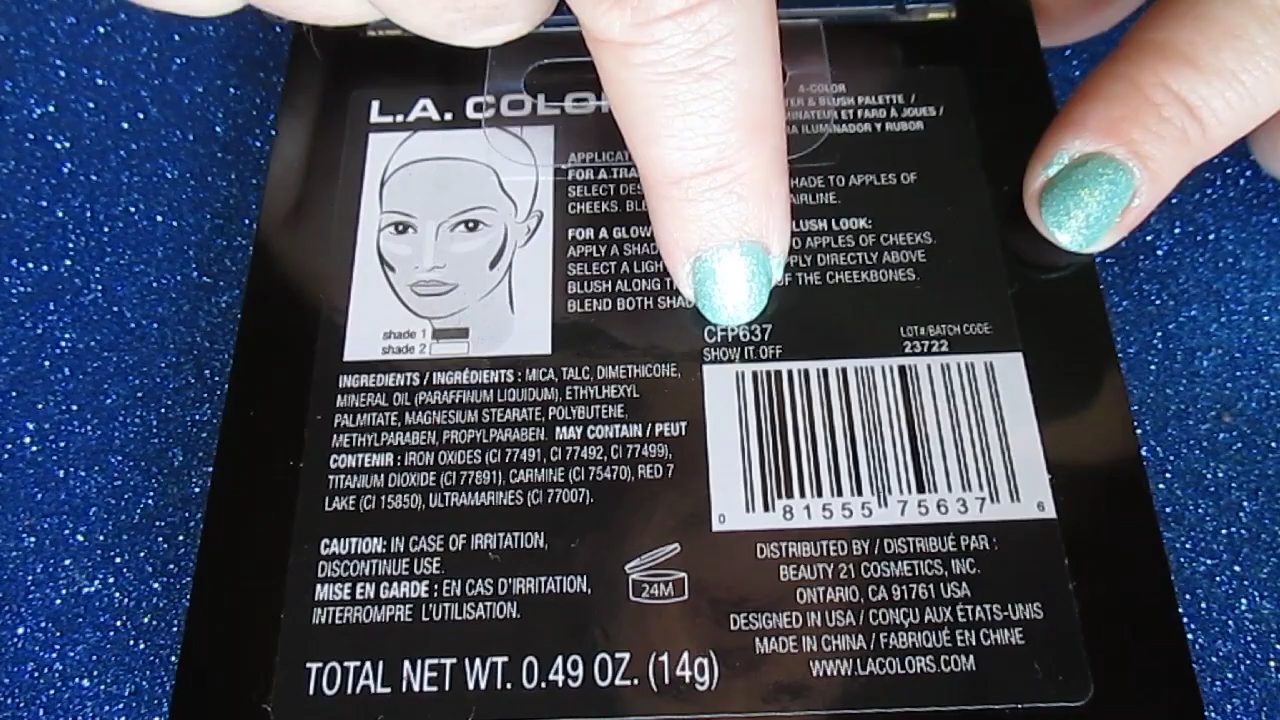 L.A. COLO
4-COLOR
& BLUSH PALETTE /
ET FARD À JOUES /
ILUMINADOR Y RUBOR
FOR A
SELECT HADE TO APPLES OF
CHEEKS. AIRLINE.
FOR A GLOW LUSH LOOK:
APPLY A SHAD O APPLES OF CHEEKS.
SELECT A LIGH PLY DIRECTLY ABOVE
BLUSH ALONG OF THE CHEEKBONES.
BLEND BOTH SHAD
shade 1
shade 2
CFP637
SHOW IT OFF
LOT#/BATCH CODE:
23722
INGREDIENTS / INGRÉDIENTS : MICA, TALC, DIMETHICONE,
MINERAL OIL (PARAFFINUM LIQUIDUM), ETHYLHEXYL
PALMITATE, MAGNESIUM STEARATE, POLYBUTENE,
METHYLPARABEN, PROPYLPARABEN. MAY CONTAIN / PEUT
CONTENIR : IRON OXIDES (CI 77491, CI 77492, CI 77499),
TITANIUM DIOXIDE (CI 77891), CARMINE (CI 75470), RED 7
LAKE (CI 15850), ULTRAMARINES (CI 77007).
0 81555 75637 6
CAUTION: IN CASE OF IRRITATION,
DISCONTINUE USE.
MISE EN GARDE : EN CAS D'IRRITATION,
INTERROMPRE L'UTILISATION.
24M
DISTRIBUTED BY / DISTRIBUÉ PAR :
BEAUTY 21 COSMETICS, INC.
ONTARIO, CA 91761 USA
DESIGNED IN USA / CONÇU AUX ÉTATS-UNIS
MADE IN CHINA / FABRIQUÉ EN CHINE
WWW.LACOLORS.COM
TOTAL NET WT. 0.49 OZ. (14g)